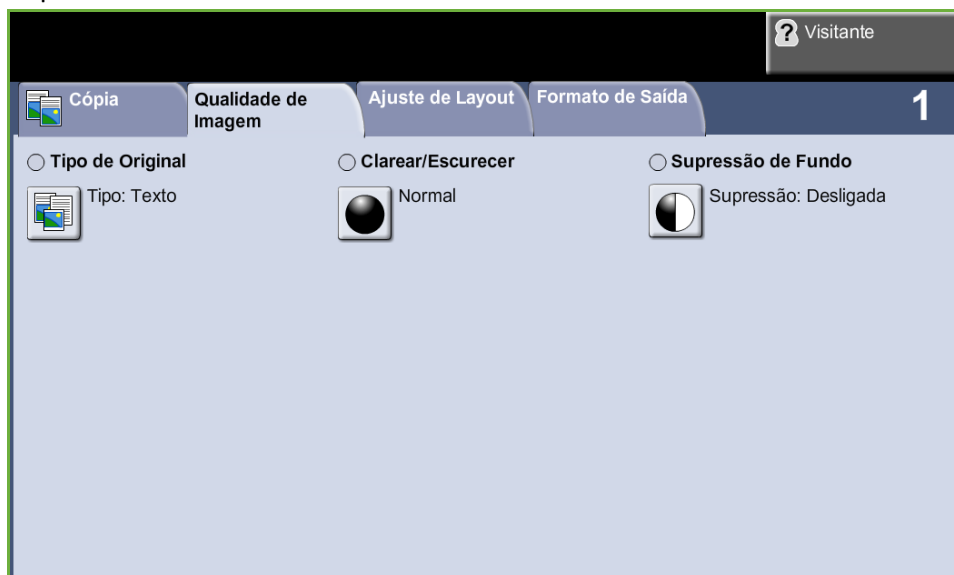 Visitante
Cópia
Qualidade de
Imagem
Ajuste de Layout
Formato de Saída
1
Tipo de Original
Clarear/Escurecer
Supressão de Fundo
Tipo: Texto
Normal
Supressão: Desligada